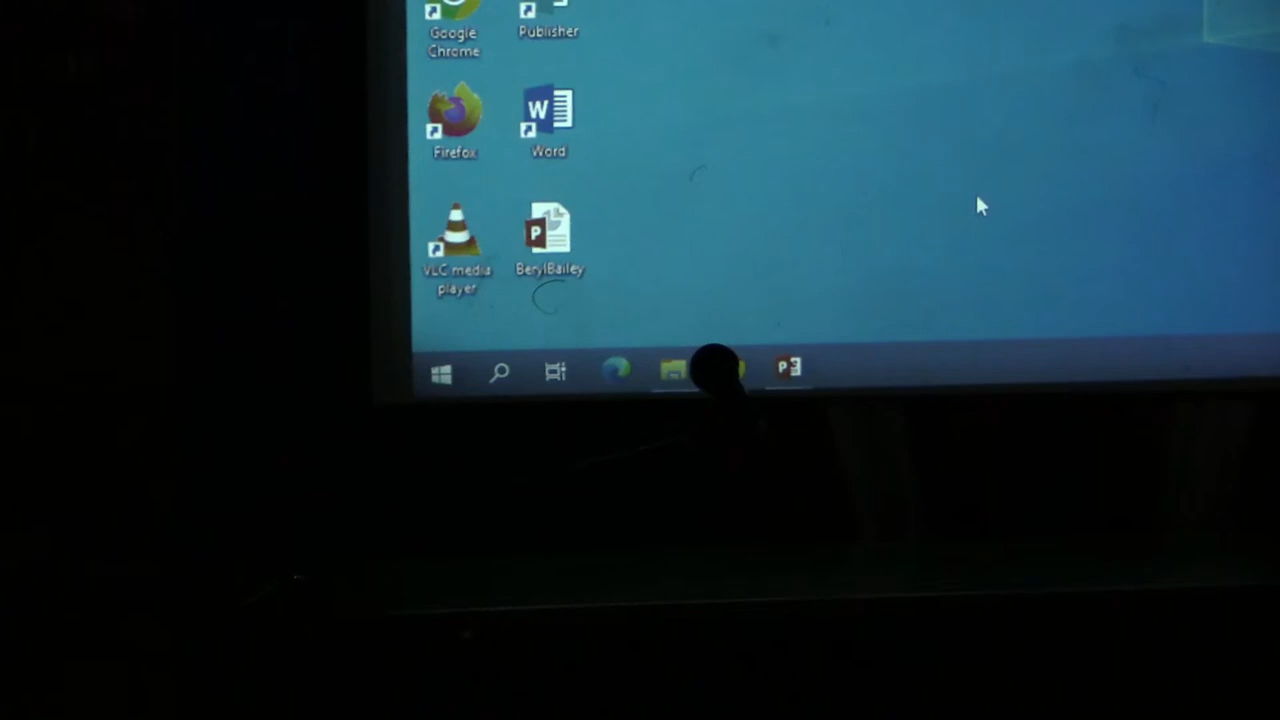 Google
Chrome
Publisher
Firefox
W
Word
VLC media
player
P
BerylBailey
P